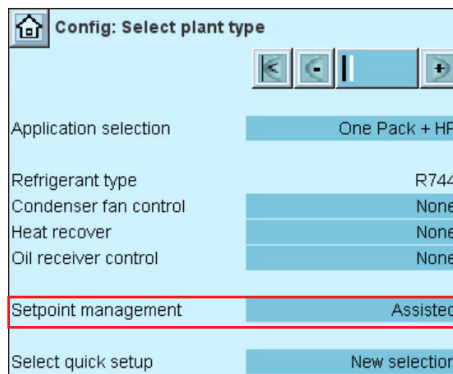 Config: Select plant type
Application selection One Pack + HP
Refrigerant type R744
Condenser fan control None
Heat recover None
Oil receiver control None
Setpoint management Assisted
Select quick setup New selection